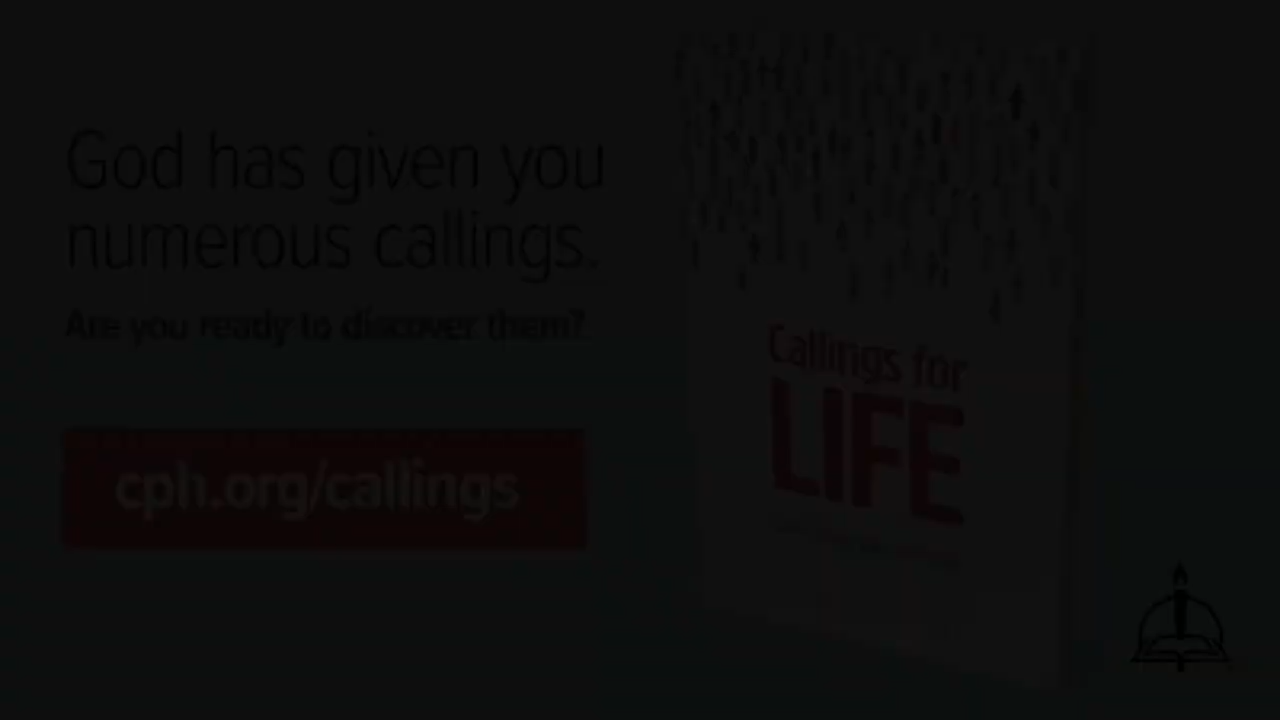 God has given you
numerous callings.
Are you ready to discover them?
cph.org/callings
Callings for
LIFE